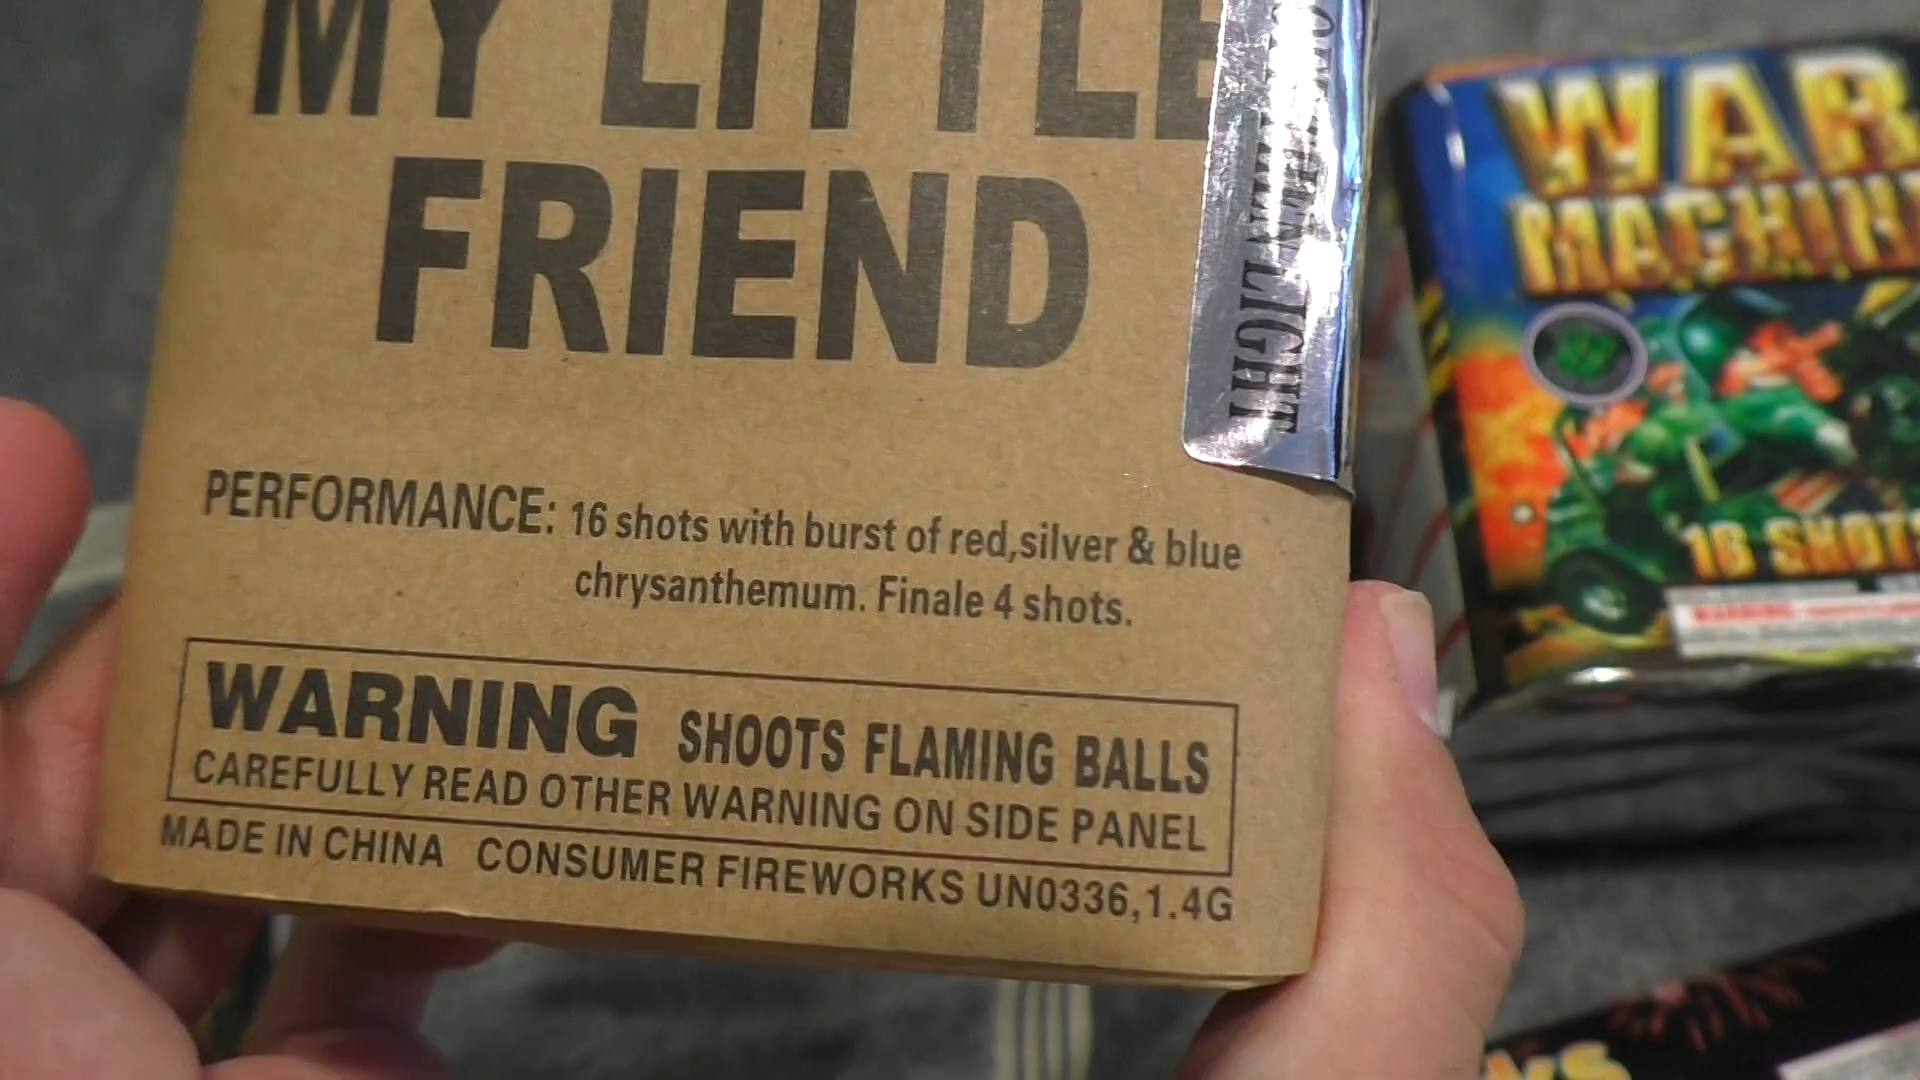 MY LITTLE
FRIEND
LIGHT
PERFORMANCE: 16 shots with burst of red,silver & blue
chrysanthemum. Finale 4 shots.
WARNING SHOOTS FLAMING BALLS
CAREFULLY READ OTHER WARNING ON SIDE PANEL
MADE IN CHINA CONSUMER FIREWORKS UN0336,1.4G
WAR
MACHIN
16 SHOTS
WARNING